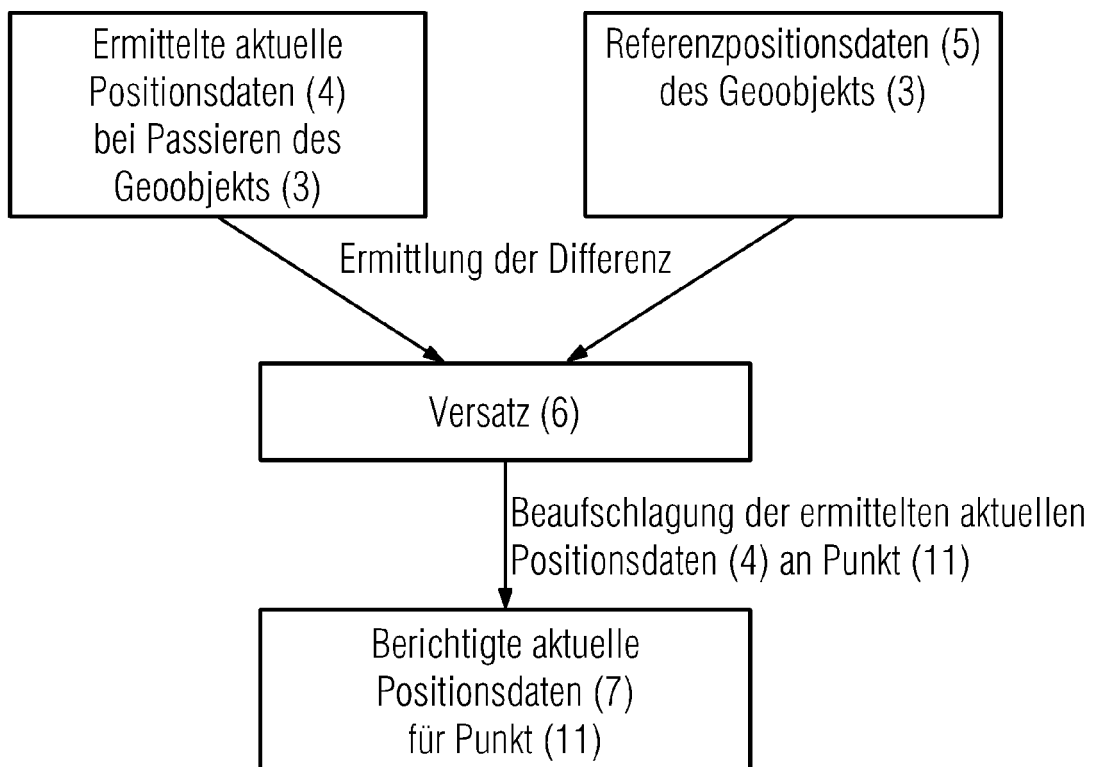 Ermittelte aktuelle
Positionsdaten (4)
bei Passieren des
Geoobjekts (3)
Referenzpositionsdaten (5)
des Geoobjekts (3)
Ermittlung der Differenz
Versatz (6)
Beaufschlagung der ermittelten aktuellen
Positionsdaten (4) an Punkt (11)
Berichtigte aktuelle
Positionsdaten (7)
für Punkt (11)